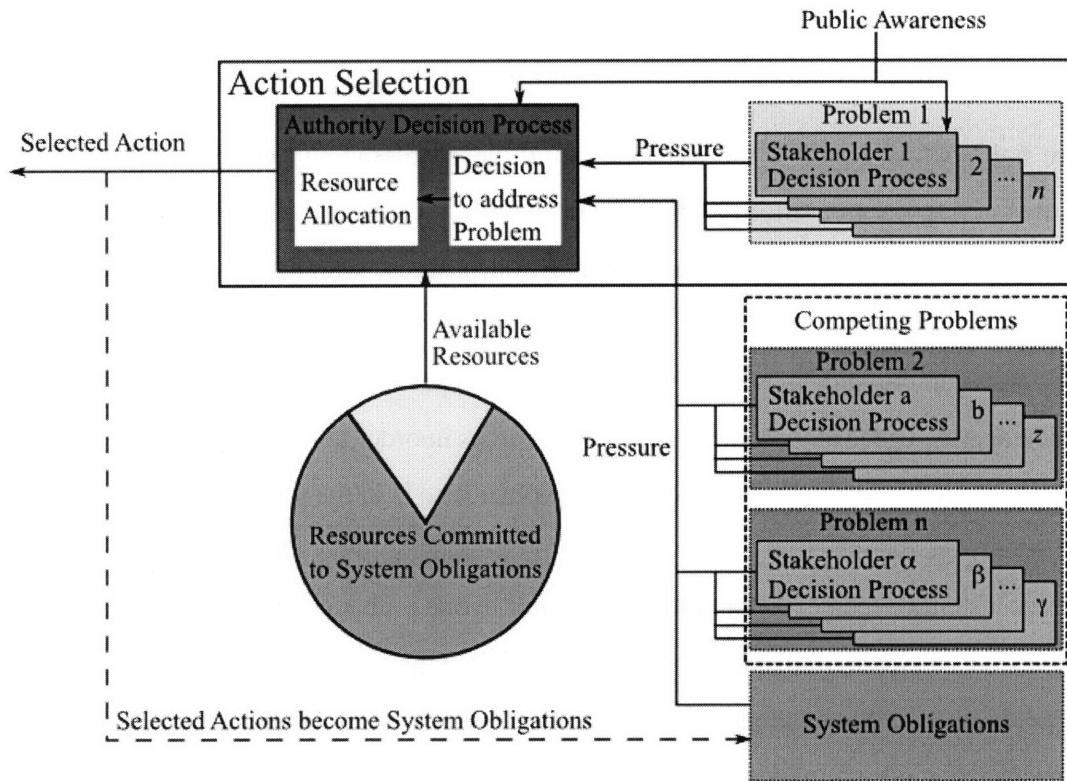 Public Awareness
Action Selection
Selected Action
Authority Decision Process
Resource
Allocation
Decision
to address
Problem
Pressure
Problem 1
Stakeholder 1
Decision Process
2
...
n
Available
Resources
Resources Committed
to System Obligations
Pressure
Competing Problems
Problem 2
Stakeholder a
Decision Process
b
...
z
Problem n
Stakeholder α
Decision Process
β
...
γ
Selected Actions become System Obligations
System Obligations